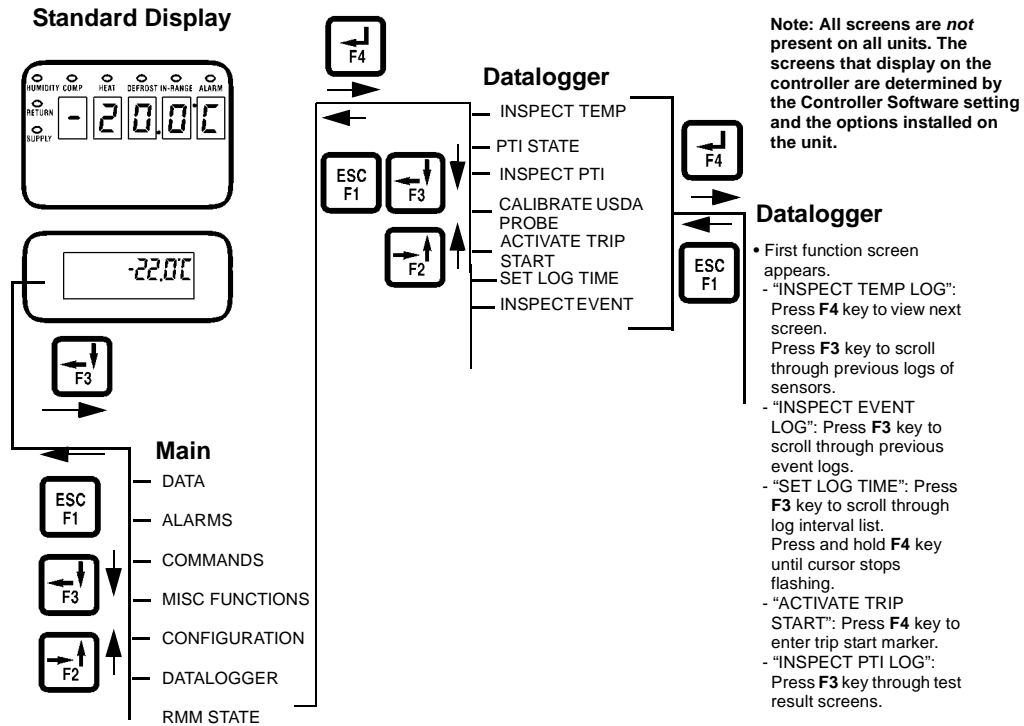 Standard Display
HUMIDITY COMP HEAT DEFROST IN-RANGE ALARM
RETURN
SUPPLY
- 20.0°C
-22.0°C
F3
Main
ESC
F1
F3
F2
DATA
ALARMS
COMMANDS
MISC FUNCTIONS
CONFIGURATION
DATALOGGER
RMM STATE
F4
Datalogger
ESC
F1
F3
F2
INSPECT TEMP
PTI STATE
INSPECT PTI
CALIBRATE USDA
PROBE
ACTIVATE TRIP
START
SET LOG TIME
INSPECT EVENT
F4
ESC
F1
Note: All screens are not
present on all units. The
screens that display on the
controller are determined by
the Controller Software setting
and the options installed on
the unit.
Datalogger
• First function screen
appears.
- “INSPECT TEMP LOG”:
Press F4 key to view next
screen.
Press F3 key to scroll
through previous logs of
sensors.
- “INSPECT EVENT
LOG”: Press F3 key to
scroll through previous
event logs.
- “SET LOG TIME”: Press
F3 key to scroll through
log interval list.
Press and hold F4 key
until cursor stops
flashing.
- “ACTIVATE TRIP
START”: Press F4 key to
enter trip start marker.
- “INSPECT PTI LOG”:
Press F3 key through test
result screens.